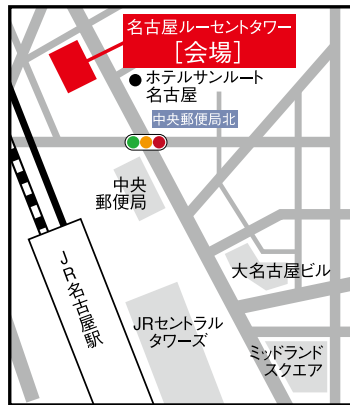 名古屋ルーセントタワー
［会場］
ホテルサンルート
名古屋
中央郵便局北
中央
郵便局
JR名古屋駅
大名古屋ビル
JRセントラル
タワーズ
ミッドランド
スクエア